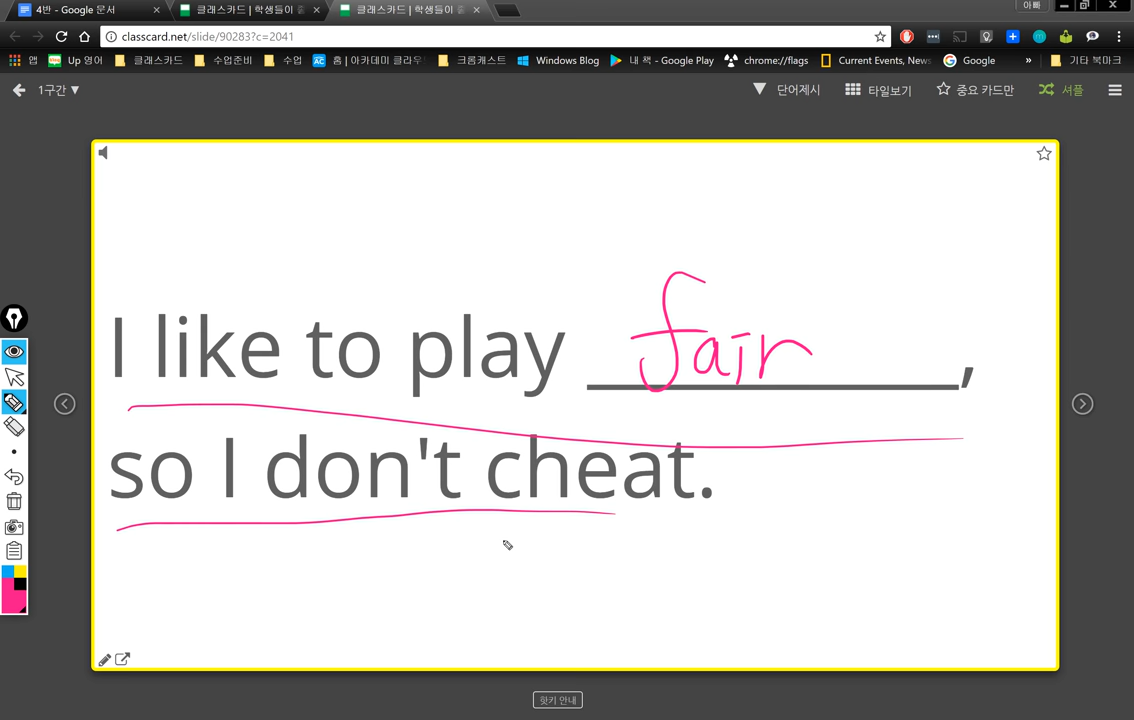 4반 - Google 문서
클래스카드 | 학생들이
클래스카드 | 학생들이
아빠
classcard.net/slide/90283?c=2041
앱 Up 영어 클래스카드 수업준비 수업 AC 홈 | 아카데미 클라우 크롬캐스트 Windows Blog 내 책 - Google Play chrome://flags Current Events, News Google » 기타 북마크
1구간 ▼ ▼ 단어제시 타일보기 중요 카드만 셔플
I like to play fair,
so I don't cheat.
핫키 안내